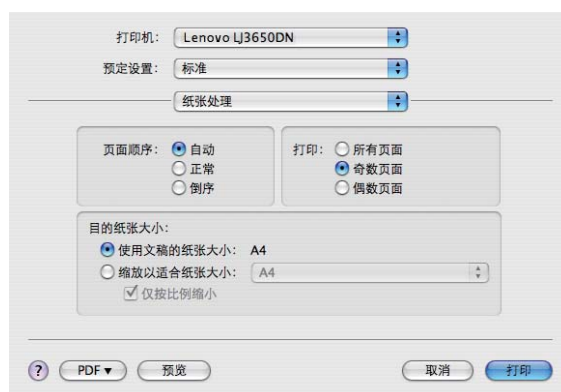 打印机： Lenovo LJ3650DN
预定设置： 标准
纸张处理
页面顺序： 自动
正常
倒序
打印： 所有页面
奇数页面
偶数页面
目的纸张大小：
使用文稿的纸张大小： A4
缩放以适合纸张大小： A4
仅按比例缩小
? PDF▼ 预览 取消 打印